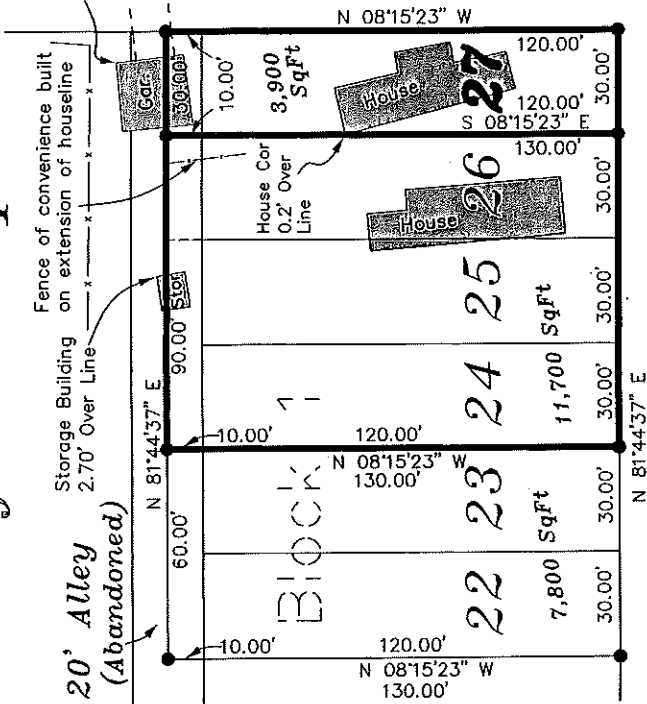 Fence of convenience built
on extension of houseline
Storage Building
2.70' Over Line
20' Alley
(Abandoned)
N 81°44'37" E
60.00'
90.00'
30.00'
Gar.
Stor
10.00'
10.00'
10.00'
10.00'
N 08°15'23" W
120.00'
3,900
SqFt
House
27
120.00'
30.00'
S 08°15'23" E
130.00'
House Cor
0.2' Over
Line
House
26
30.00'
25
30.00'
24
11,700 SqFt
30.00'
120.00'
N 08°15'23" W
130.00'
Block 1
23
30.00'
22
7,800 SqFt
30.00'
120.00'
N 08°15'23" W
130.00'
N 81°44'37" E